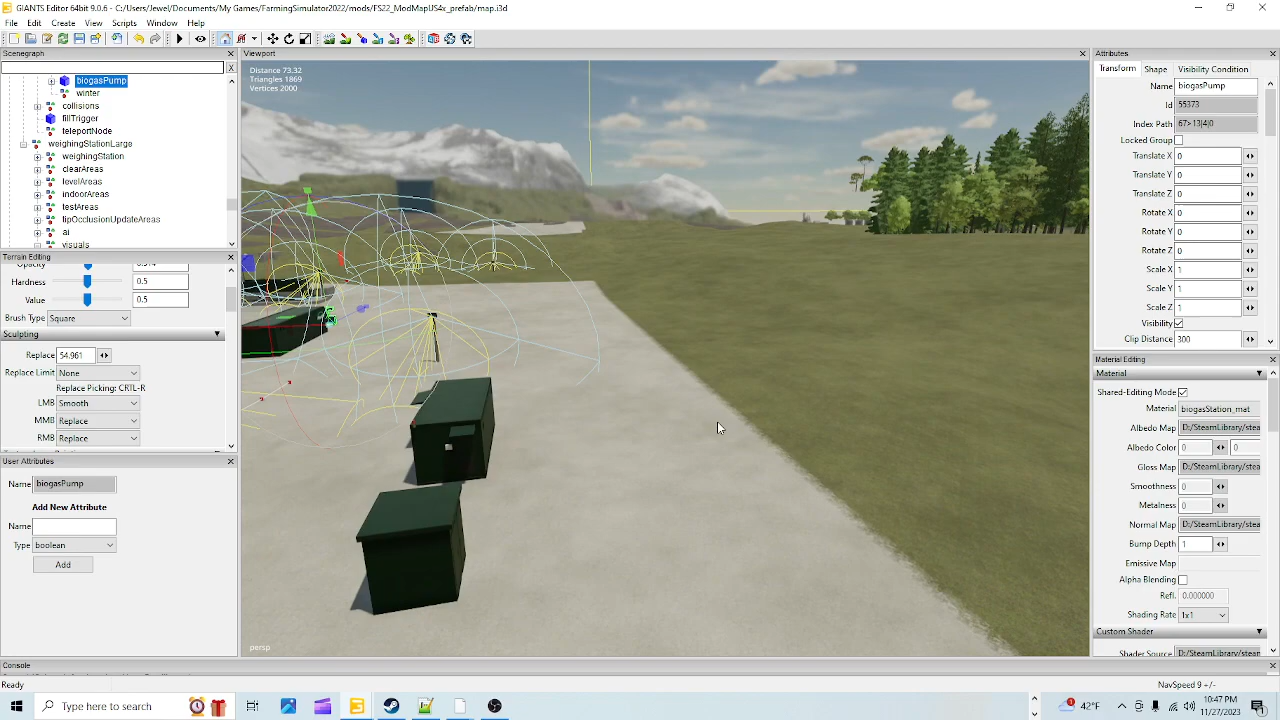 GIANTS Editor 64bit 9.0.6 - C:/Users/Jewel/Documents/My Games/FarmingSimulator2022/mods/FS22_ModMapUS4x_prefab/map.i3d
File Edit View Create Scripts Window Help
Scenegraph
X
biogasPump
winter
collisions
fillTrigger
teleportNode
weighingStationLarge
weighingStation
clearAreas
levelAreas
indoorAreas
testAreas
tipOcclusionUpdateAreas
ai
visuals
Terrain Editing
Hardness 0.5
Value 0.5
Brush Type Square
Sculpting
Replace 54.961
Replace Limit None
Replace Picking: CRTL-R
LMB Smooth
MMB Replace
RMB Replace
User Attributes
Name biogasPump
Add New Attribute
Name
Type boolean
Add
Viewport
Distance 73.32
Triangles 1869
Vertices 2000
persp
Attributes
Transform Shape Visibility Condition
Name biogasPump
Id 55373
Index Path 67>13|4|0
Locked Group
Translate X 0
Translate Y 0
Translate Z 0
Rotate X 0
Rotate Y 0
Rotate Z 0
Scale X 1
Scale Y 1
Scale Z 1
Visibility
Clip Distance 300
Material Editing
Material
Shared-Editing Mode
Material biogasStation_mat
Albedo Map D:/SteamLibrary/stea
Albedo Color 0 0
Gloss Map D:/SteamLibrary/stea
Smoothness 0
Metalness 0
Normal Map D:/SteamLibrary/stea
Bump Depth 1
Emissive Map
Alpha Blending
Refl. 0.000000
Shading Rate 1x1
Custom Shader
Shader Source D:/SteamLibrary/stea
Console
Ready
NavSpeed 9 +/-
Type here to search
42°F
10:47 PM
11/27/2023